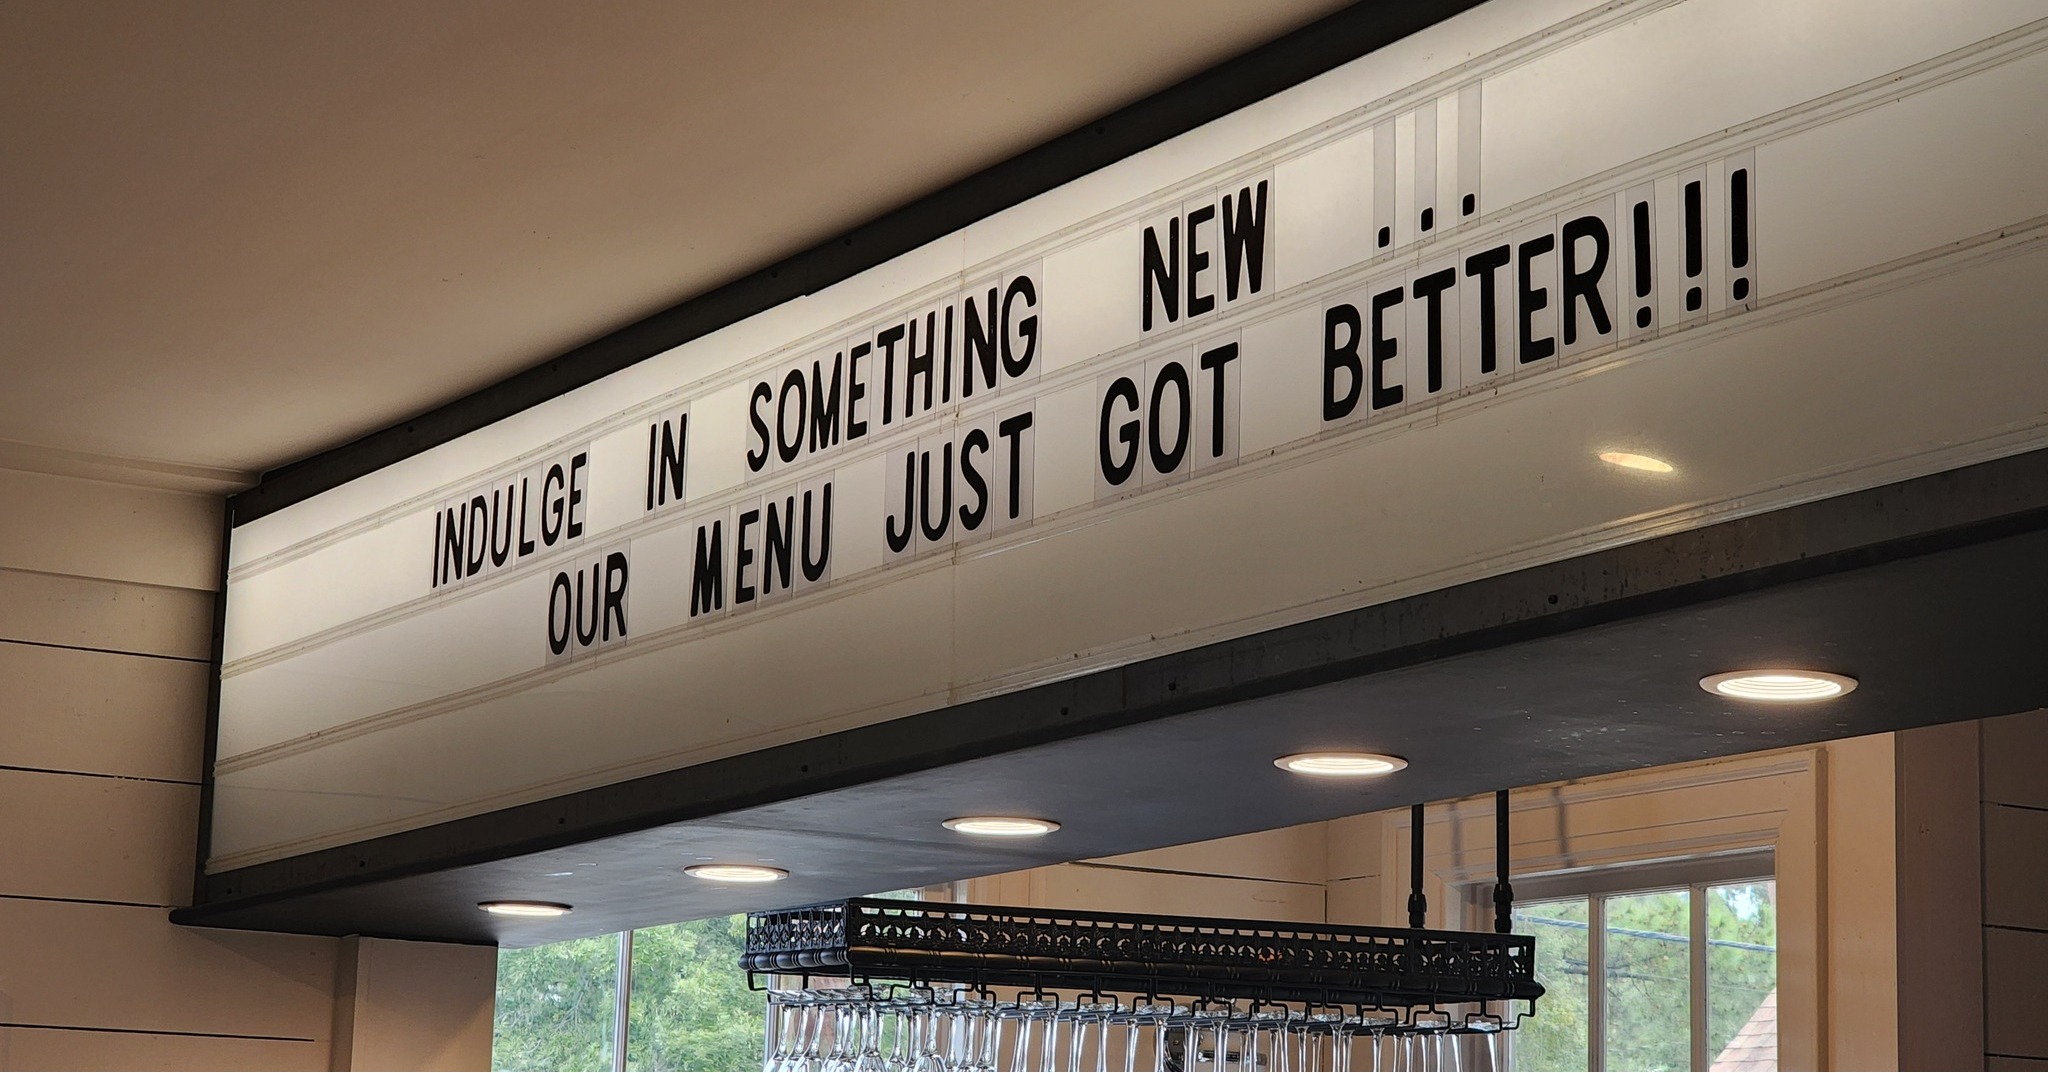 INDULGE IN SOMETHING NEW ...
OUR MENU JUST GOT BETTER!!!